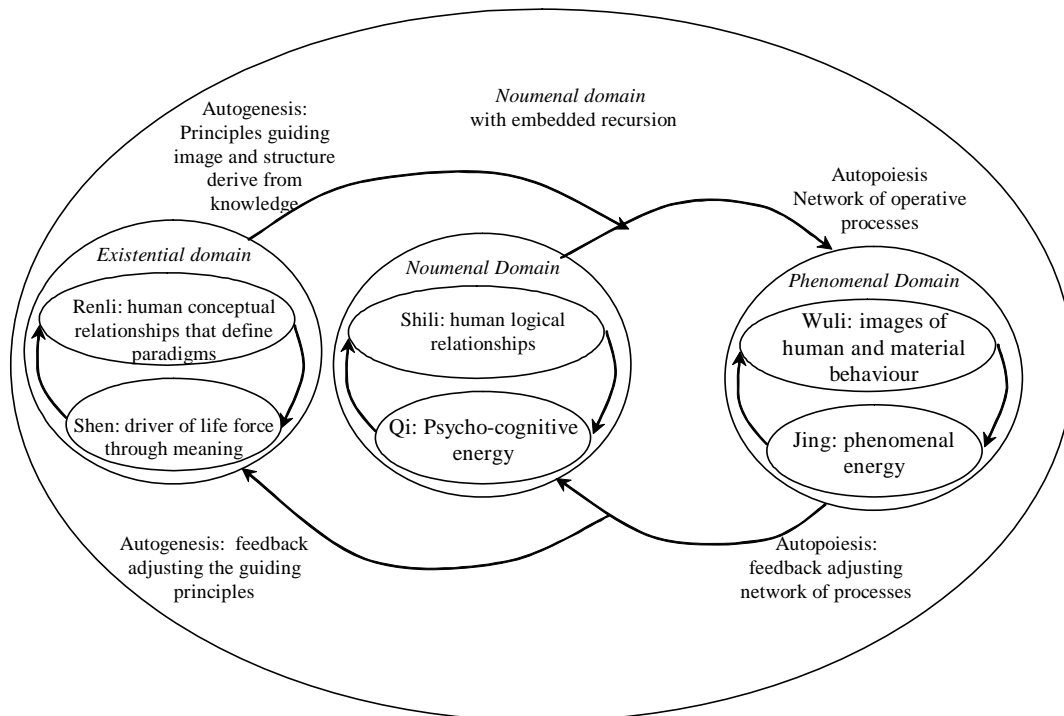 Autogenesis:
Principles guiding
image and structure
derive from
knowledge
Noumenal domain
with embedded recursion
Autopoiesis
Network of operative
processes
Existential domain
Renli: human conceptual
relationships that define
paradigms
Shen: driver of life force
through meaning
Noumenal Domain
Shili: human logical
relationships
Qi: Psycho-cognitive
energy
Phenomenal Domain
Wuli: images of
human and material
behaviour
Jing: phenomenal
energy
Autogenesis: feedback
adjusting the guiding
principles
Autopoiesis:
feedback adjusting
network of processes